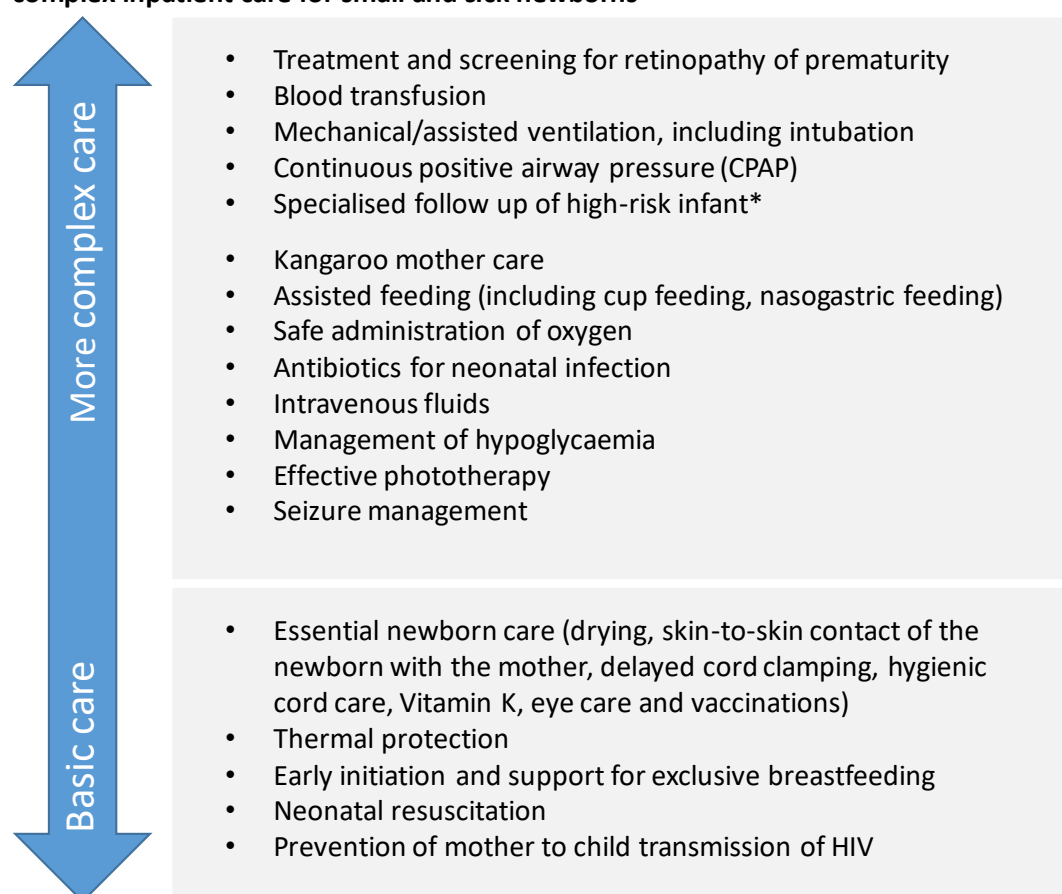 complex inpatient care for small and sick newborns
More complex care
• Treatment and screening for retinopathy of prematurity
• Blood transfusion
• Mechanical/assisted ventilation, including intubation
• Continuous positive airway pressure (CPAP)
• Specialised follow up of high-risk infant*
• Kangaroo mother care
• Assisted feeding (including cup feeding, nasogastric feeding)
• Safe administration of oxygen
• Antibiotics for neonatal infection
• Intravenous fluids
• Management of hypoglycaemia
• Effective phototherapy
• Seizure management
Basic care
• Essential newborn care (drying, skin-to-skin contact of the
newborn with the mother, delayed cord clamping, hygienic
cord care, Vitamin K, eye care and vaccinations)
• Thermal protection
• Early initiation and support for exclusive breastfeeding
• Neonatal resuscitation
• Prevention of mother to child transmission of HIV